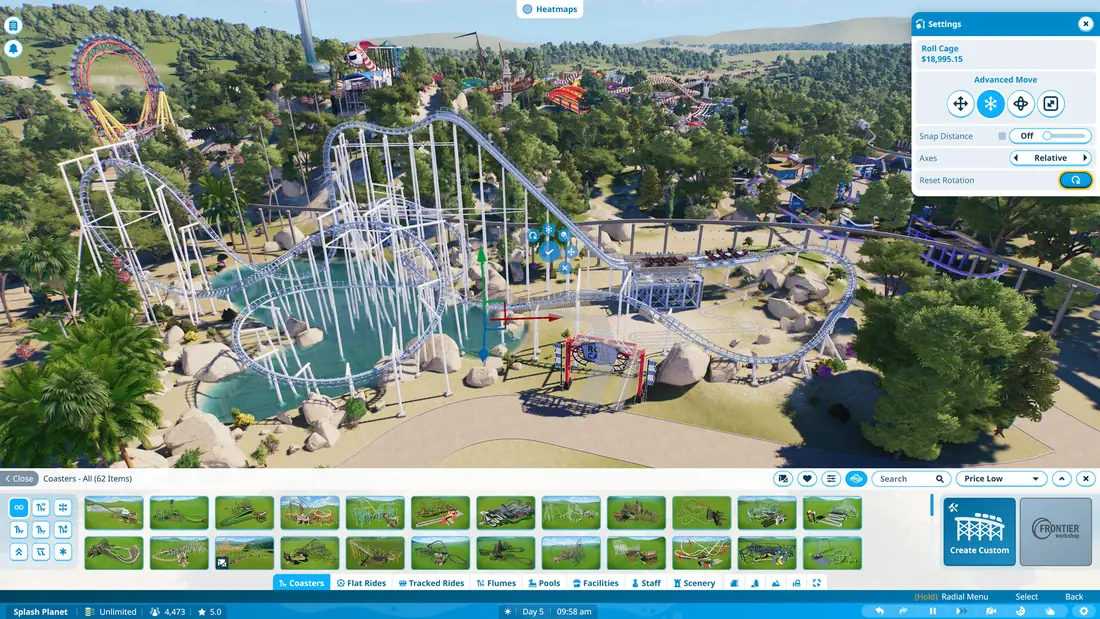 Heatmaps
Settings
Roll Cage
$18,995.15
Advanced Move
Snap Distance
Off
Axes
Relative
Reset Rotation
Close
Coasters - All (62 Items)
Search
Price Low
Create Custom
FRONTIER
workshop
Coasters
Flat Rides
Tracked Rides
Flumes
Pools
Facilities
Staff
Scenery
(Hold) Radial Menu
Select
Back
Splash Planet
Unlimited
4,473
5.0
Day 5
09:58 am